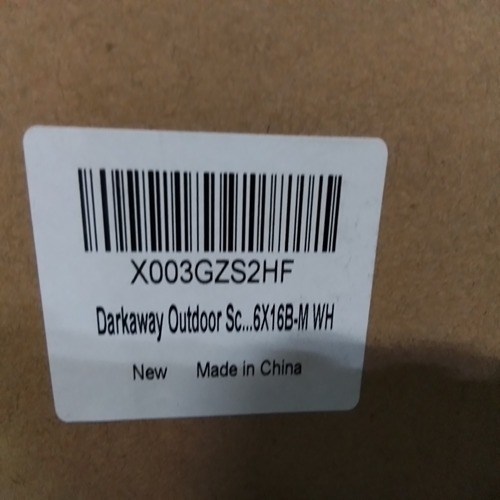 X003GZS2HF
Darkaway Outdoor Sc...6X16B-M WH
New Made in China